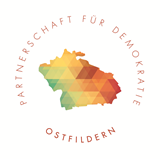 PARTNERSCHAFT FÜR DEMOKRATIE
OSTFILDERN